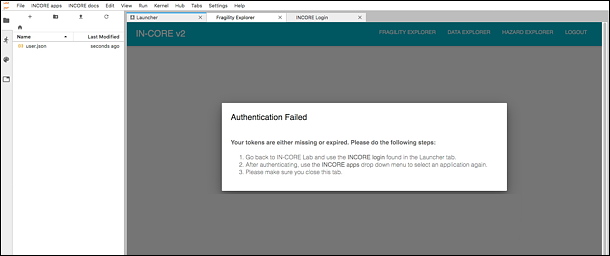 File INCORE apps INCORE docs Edit View Run Kernel Hub Tabs Settings Help
Launcher Fragility Explorer INCORE Login
Name Last Modified
user.json seconds ago
IN-CORE v2 FRAGILITY EXPLORER DATA EXPLORER HAZARD EXPLORER LOGOUT
Authentication Failed
Your tokens are either missing or expired. Please do the following steps:
1. Go back to IN-CORE Lab and use the INCORE login found in the Launcher tab.
2. After authenticating, use the INCORE apps drop down menu to select an application again.
3. Please make sure you close this tab.